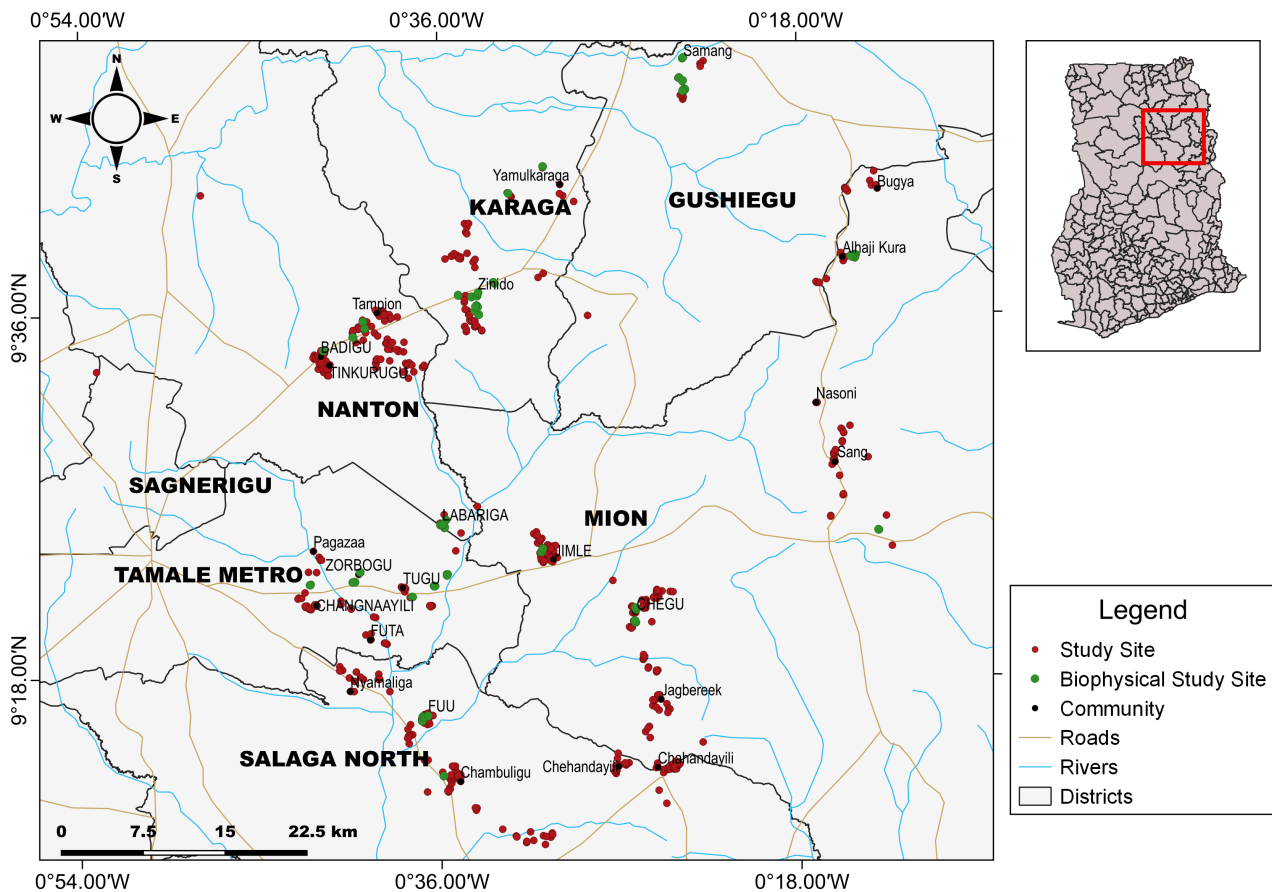 0°54.00'W 0°36.00'W 0°18.00'W
N
W E
S
Samang
Yamulkaraga
Bugya
KARAGA
GUSHIEGU
Alhaji Kura
Zinido
Tampion
9°36.00'N
BADIGU
TINKURUGU
NANTON
Nasoni
Sang
SAGNERIGU
LABARIGA
MION
Pagazaa
JIMLE
ZORBOGU
TAMALE METRO
TUGU
CHANGNAAYILI
CHEGU
FUTA
9°18.00'N
Nyamaliga
Jagbereek
FUU
SALAGA NORTH
Chehandayili
Chahandayili
Chambuligu
0 7.5 15 22.5 km
0°54.00'W 0°36.00'W 0°18.00'W
Legend
Study Site
Biophysical Study Site
Community
Roads
Rivers
Districts